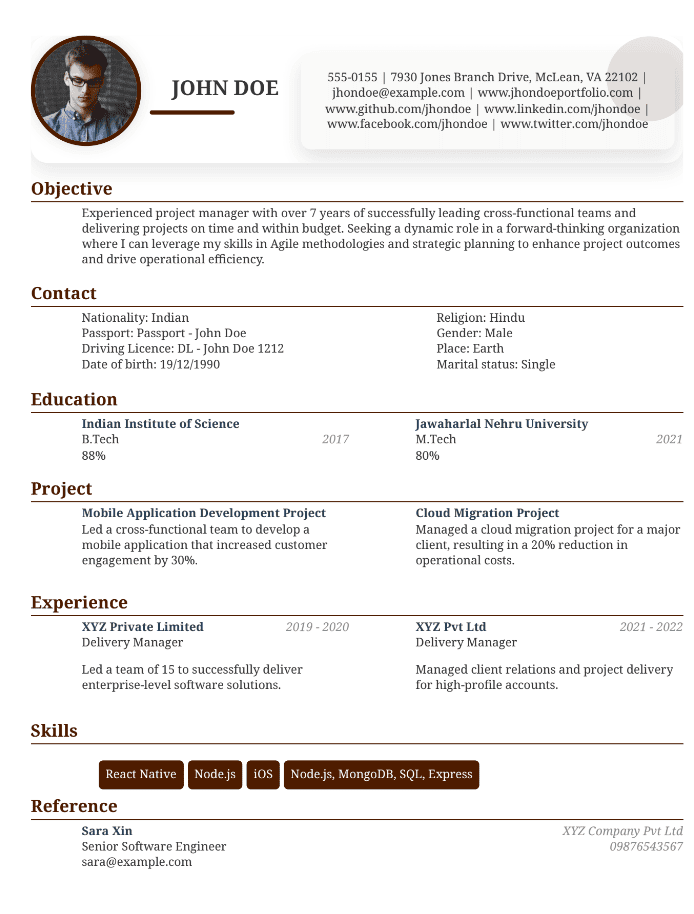 JOHN DOE
555-0155 | 7930 Jones Branch Drive, McLean, VA 22102 |
jhondoe@example.com | www.jhondoeportfolio.com |
www.github.com/jhondoe | www.linkedin.com/jhondoe |
www.facebook.com/jhondoe | www.twitter.com/jhondoe
Objective
Experienced project manager with over 7 years of successfully leading cross-functional teams and
delivering projects on time and within budget. Seeking a dynamic role in a forward-thinking organization
where I can leverage my skills in Agile methodologies and strategic planning to enhance project outcomes
and drive operational efficiency.
Contact
Nationality: Indian
Passport: Passport - John Doe
Driving Licence: DL - John Doe 1212
Date of birth: 19/12/1990
Religion: Hindu
Gender: Male
Place: Earth
Marital status: Single
Education
Indian Institute of Science
B.Tech 2017
88%
Jawaharlal Nehru University
M.Tech 2021
80%
Project
Mobile Application Development Project
Led a cross-functional team to develop a
mobile application that increased customer
engagement by 30%.
Cloud Migration Project
Managed a cloud migration project for a major
client, resulting in a 20% reduction in
operational costs.
Experience
XYZ Private Limited 2019 - 2020
Delivery Manager
Led a team of 15 to successfully deliver
enterprise-level software solutions.
XYZ Pvt Ltd 2021 - 2022
Delivery Manager
Managed client relations and project delivery
for high-profile accounts.
Skills
React Native Node.js iOS Node.js, MongoDB, SQL, Express
Reference
Sara Xin XYZ Company Pvt Ltd
Senior Software Engineer 09876543567
sara@example.com